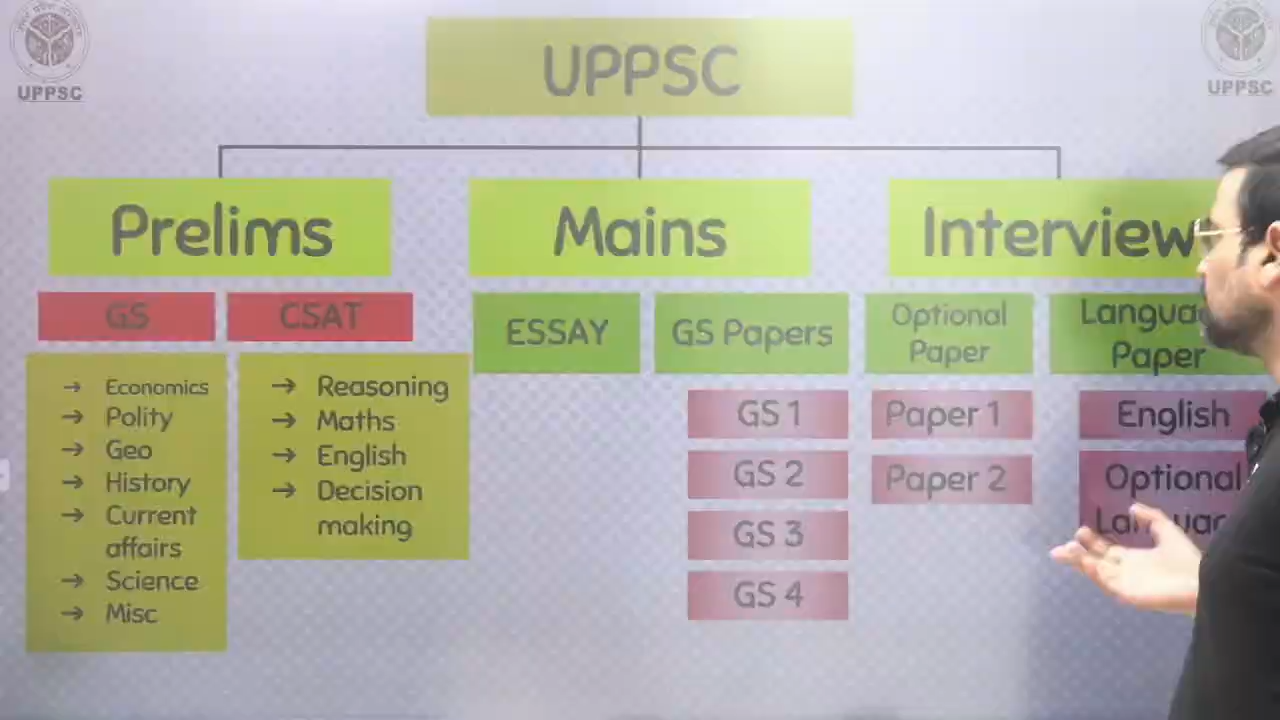 UPPSC
UPPSC
UPPSC
Prelims
Mains
Interview
GS
CSAT
ESSAY
GS Papers
Optional
Paper
Paper
→ Economics
→ Polity
→ Geo
→ History
→ Current
affairs
→ Science
→ Misc
→ Reasoning
→ Maths
→ English
→ Decision
making
GS 1
GS 2
GS 3
GS 4
Paper 1
Paper 2
English
Optional